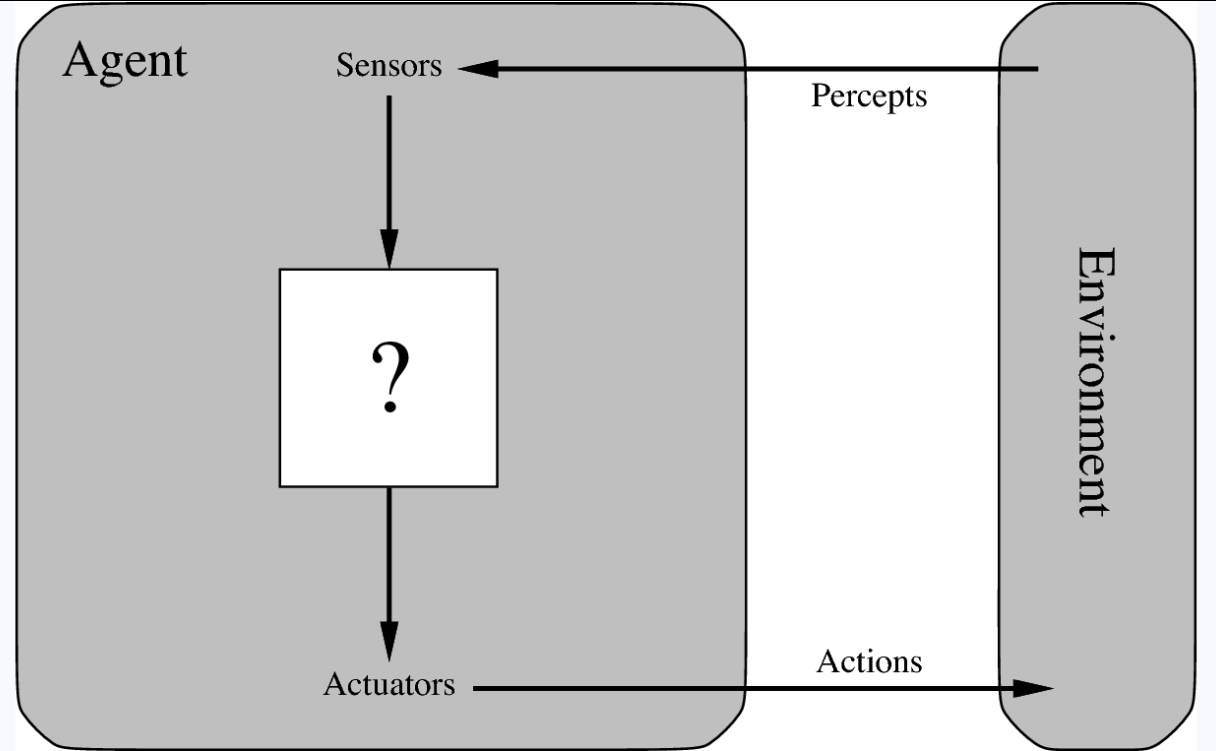 Agent
Sensors
Percepts
?
Environment
Actions
Actuators